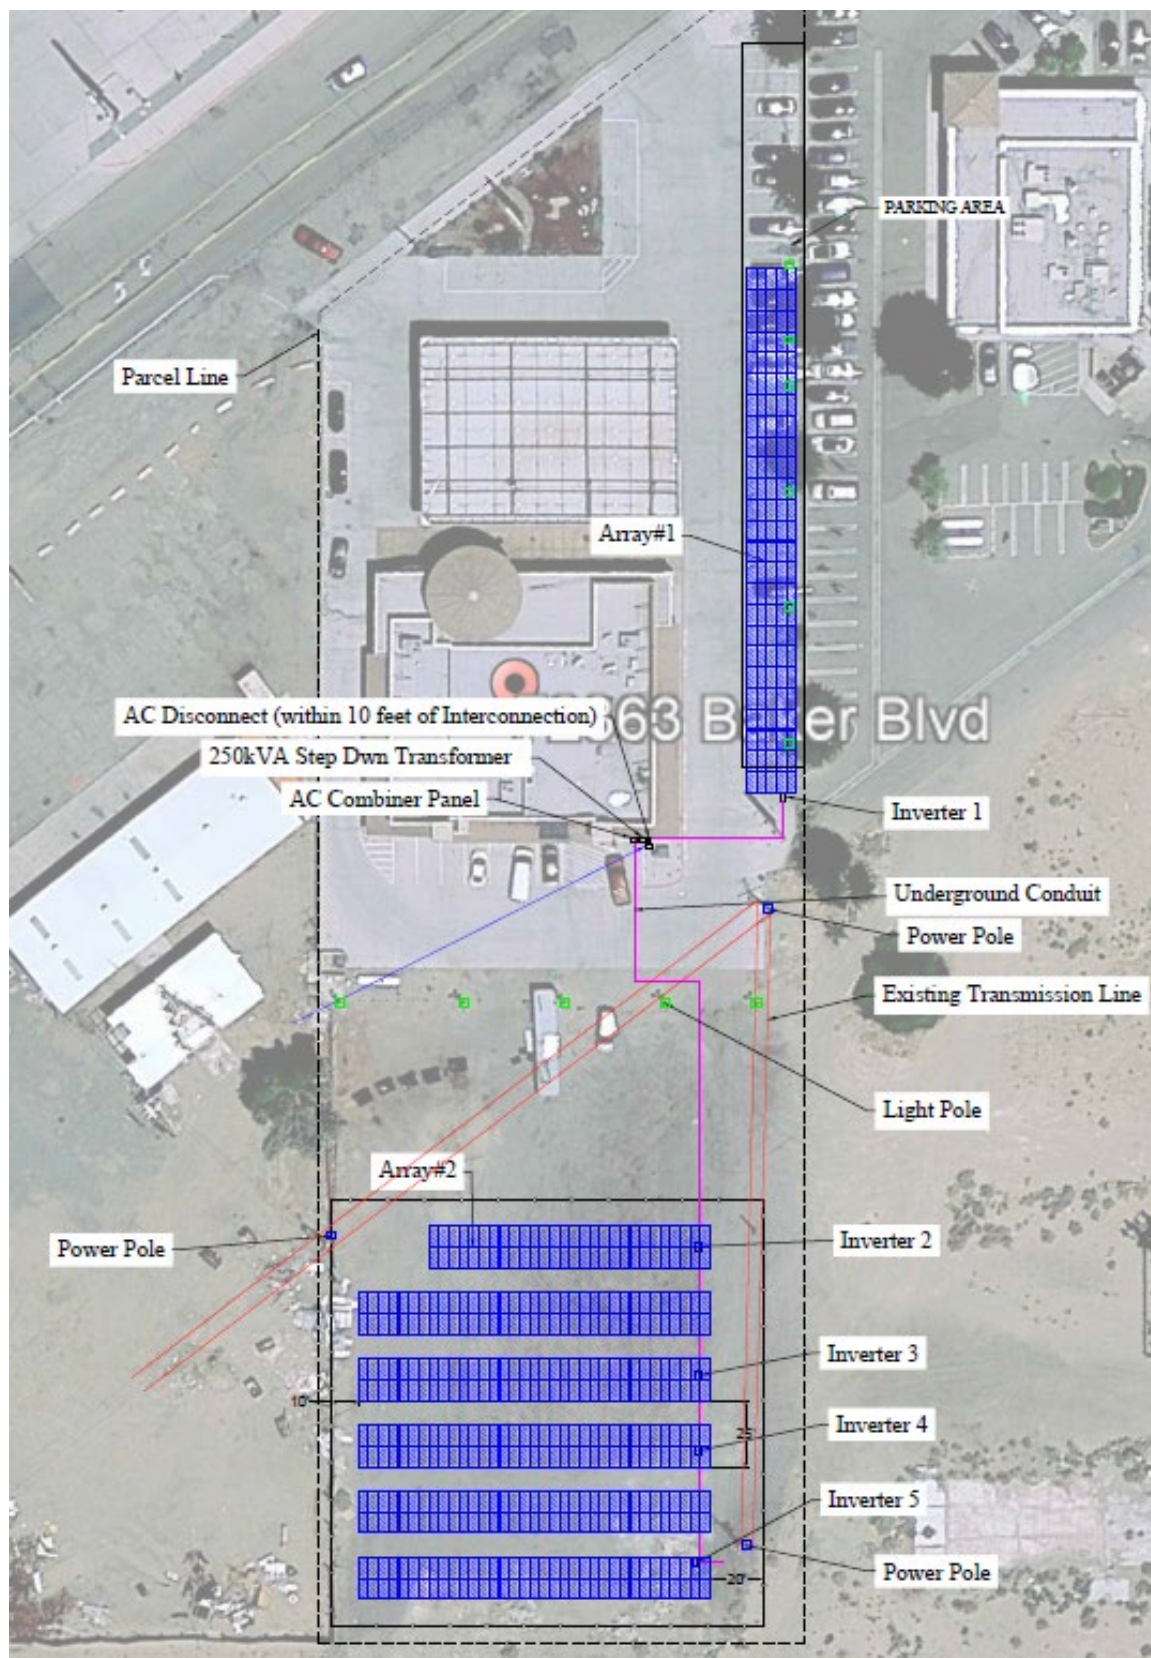 PARKING AREA
Parcel Line
Array#1
AC Disconnect (within 10 feet of Interconnection)
63 B
er Blvd
250kVA Step Dwn Transformer
AC Combiner Panel
Inverter 1
Underground Conduit
Power Pole
Existing Transmission Line
Light Pole
Array#2
Power Pole
Inverter 2
Inverter 3
10'
25'
Inverter 4
Inverter 5
Power Pole
20'